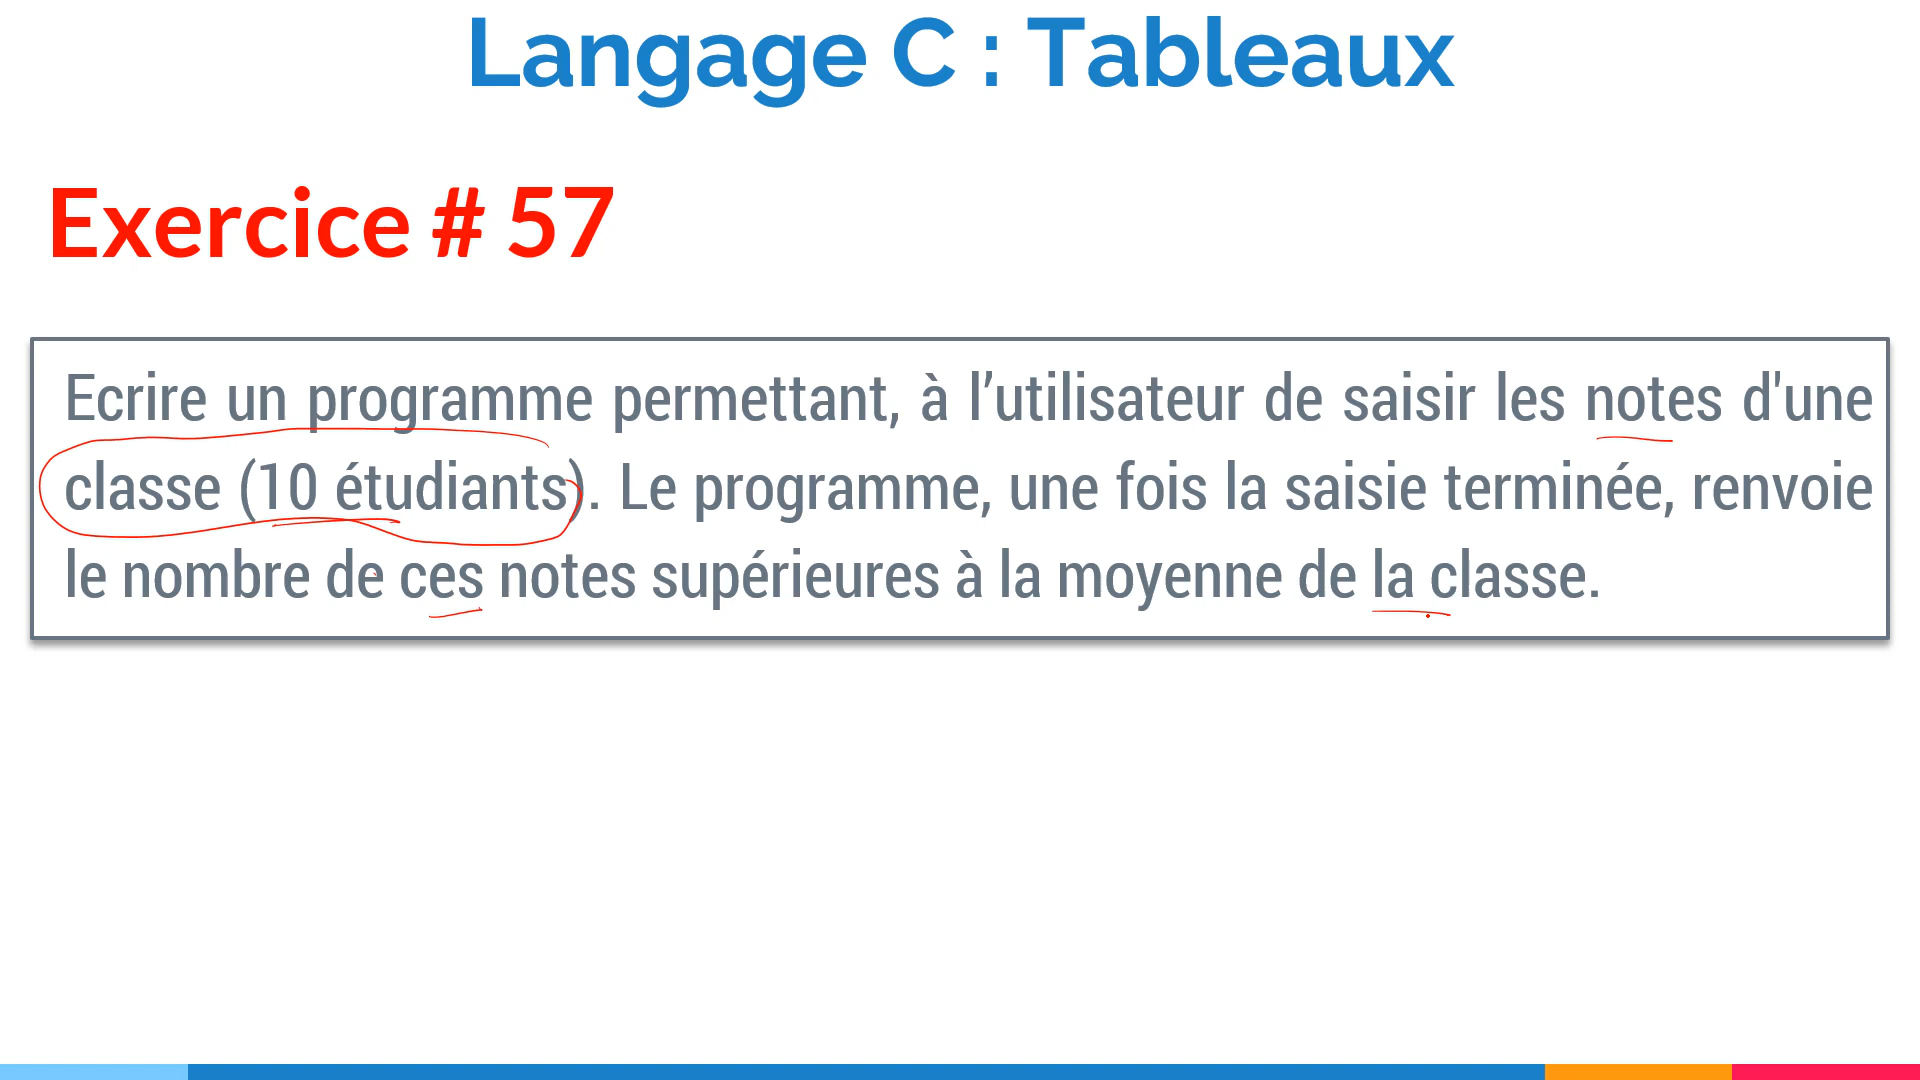 Langage C : Tableaux
Exercice # 57
Ecrire un programme permettant, à l’utilisateur de saisir les notes d'une
classe (10 étudiants). Le programme, une fois la saisie terminée, renvoie
le nombre de ces notes supérieures à la moyenne de la classe.